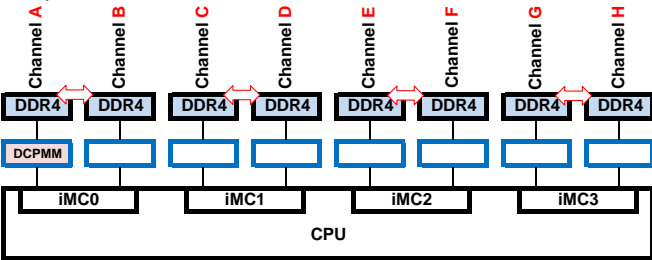 Channel A Channel B Channel C Channel D Channel E Channel F Channel G Channel H
DDR4 DDR4 DDR4 DDR4 DDR4 DDR4 DDR4 DDR4
DCPMM
iMC0 iMC1 iMC2 iMC3
CPU